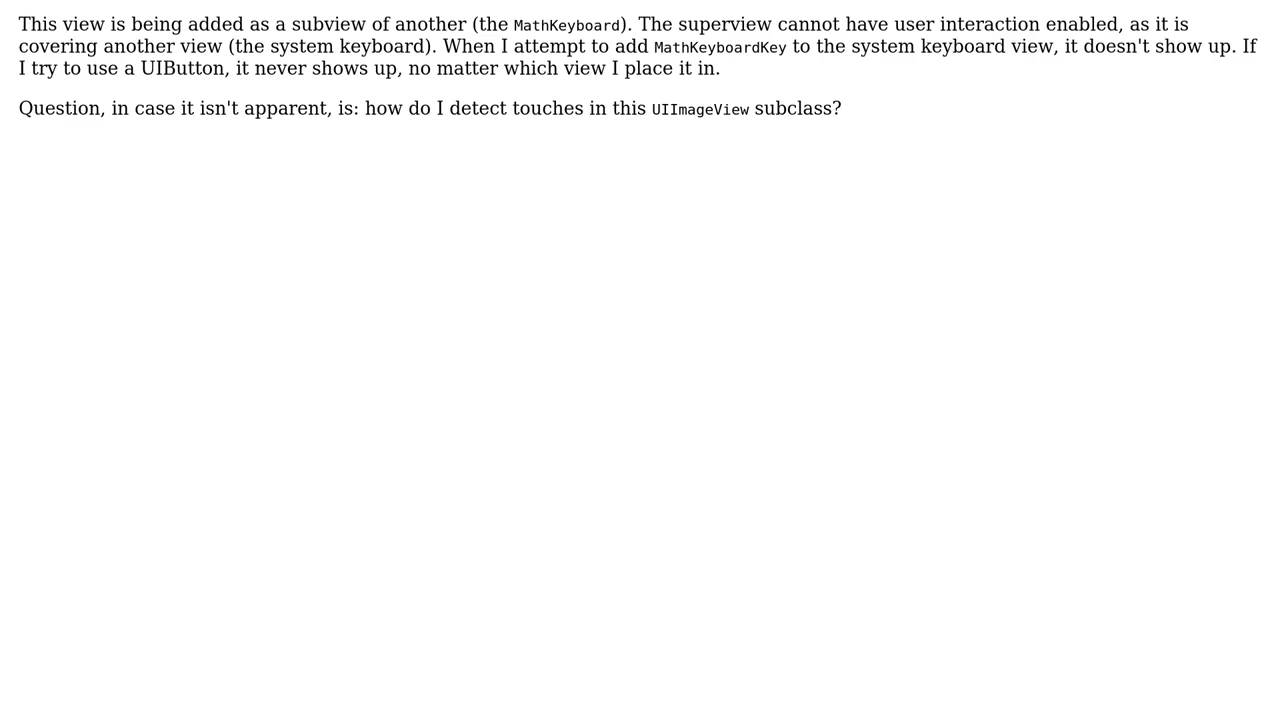 This view is being added as a subview of another (the MathKeyboard). The superview cannot have user interaction enabled, as it is
covering another view (the system keyboard). When I attempt to add MathKeyboardKey to the system keyboard view, it doesn't show up. If
I try to use a UIButton, it never shows up, no matter which view I place it in.
Question, in case it isn't apparent, is: how do I detect touches in this UIImageView subclass?